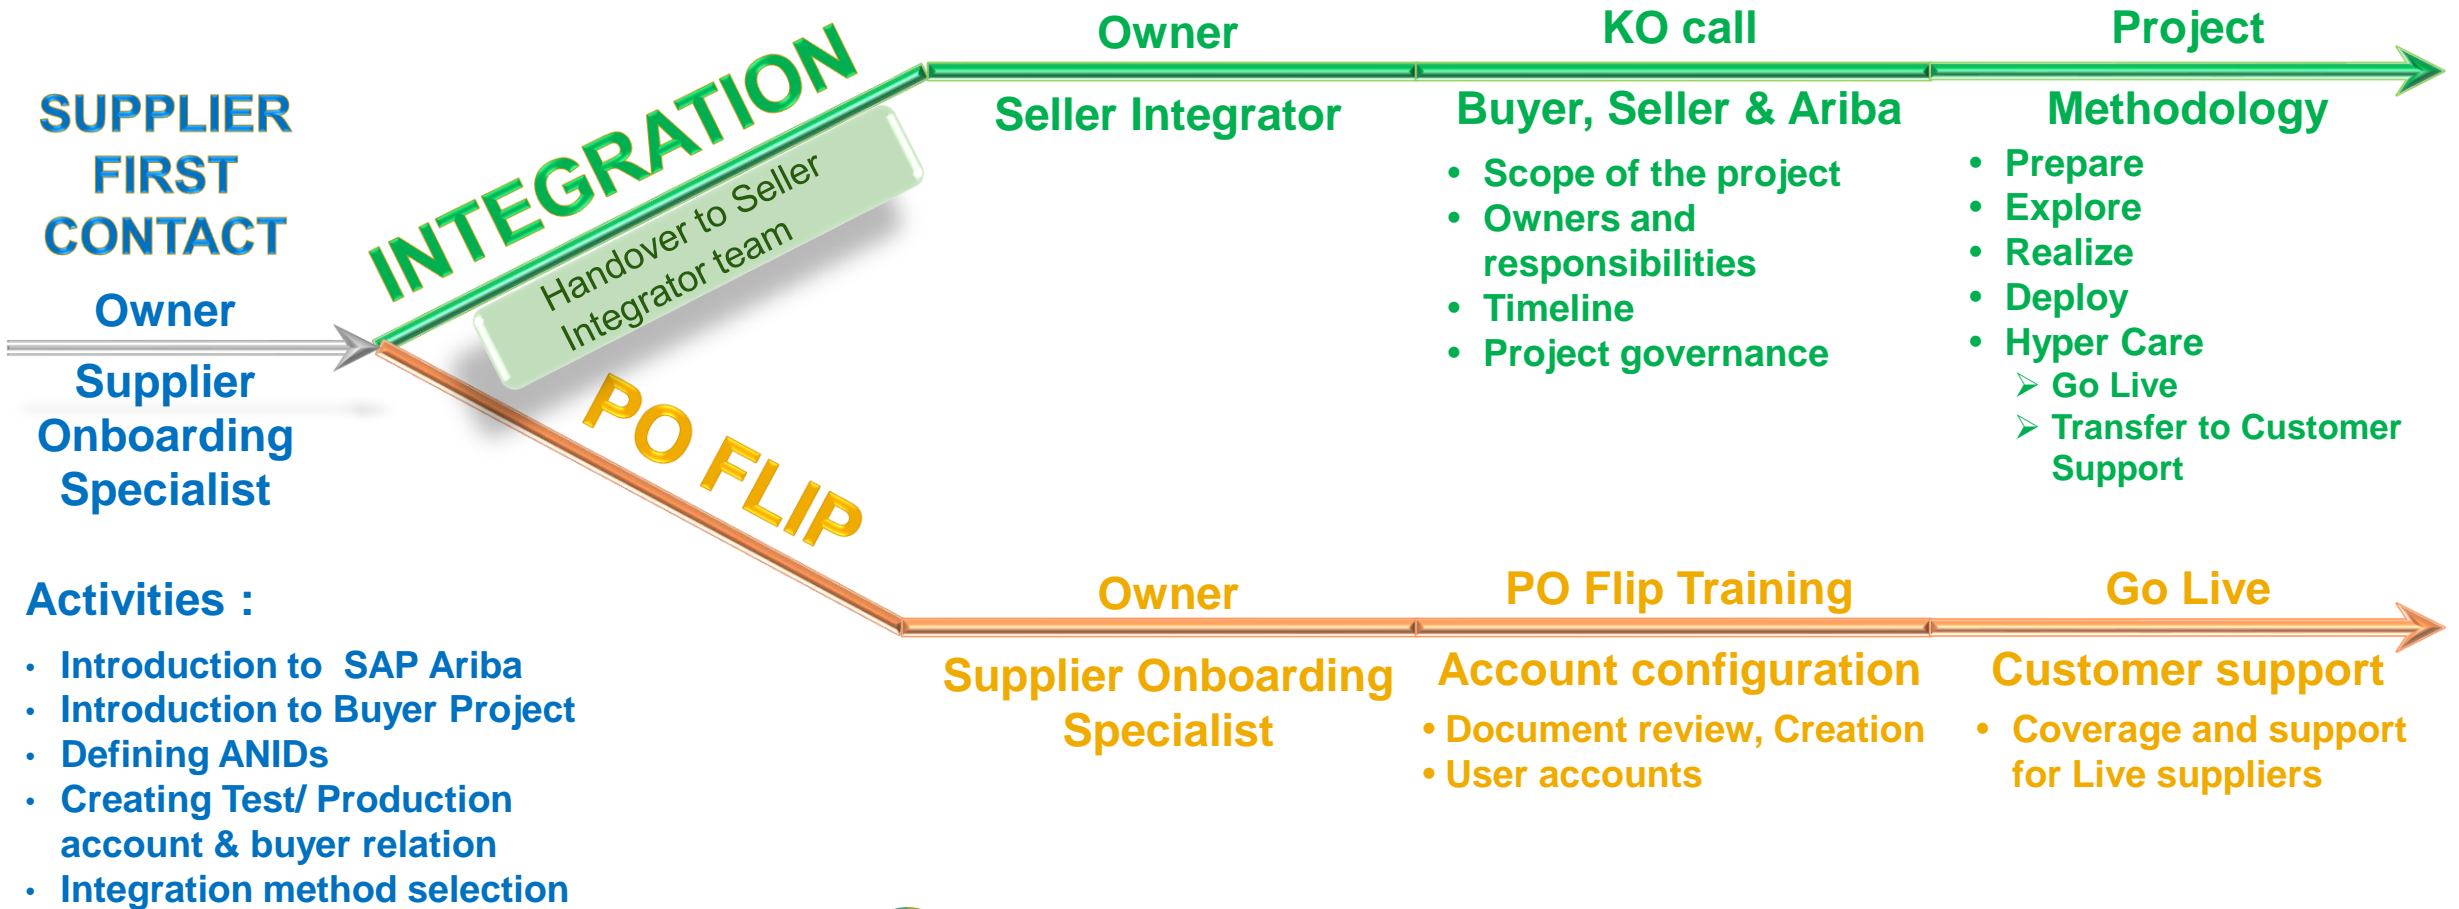 SUPPLIER
FIRST
CONTACT
Owner
Supplier
Onboarding
Specialist
Activities :
• Introduction to SAP Ariba
• Introduction to Buyer Project
• Defining ANIDs
• Creating Test/ Production
account & buyer relation
• Integration method selection
INTEGRATION
Handover to Seller
Integrator team
Owner
Seller Integrator
KO call
Buyer, Seller & Ariba
• Scope of the project
• Owners and
responsibilities
• Timeline
• Project governance
Project
Methodology
• Prepare
• Explore
• Realize
• Deploy
• Hyper Care
➢ Go Live
➢ Transfer to Customer
Support
PO FLIP
Owner
Supplier Onboarding
Specialist
PO Flip Training
Account configuration
• Document review, Creation
• User accounts
Go Live
Customer support
• Coverage and support
for Live suppliers